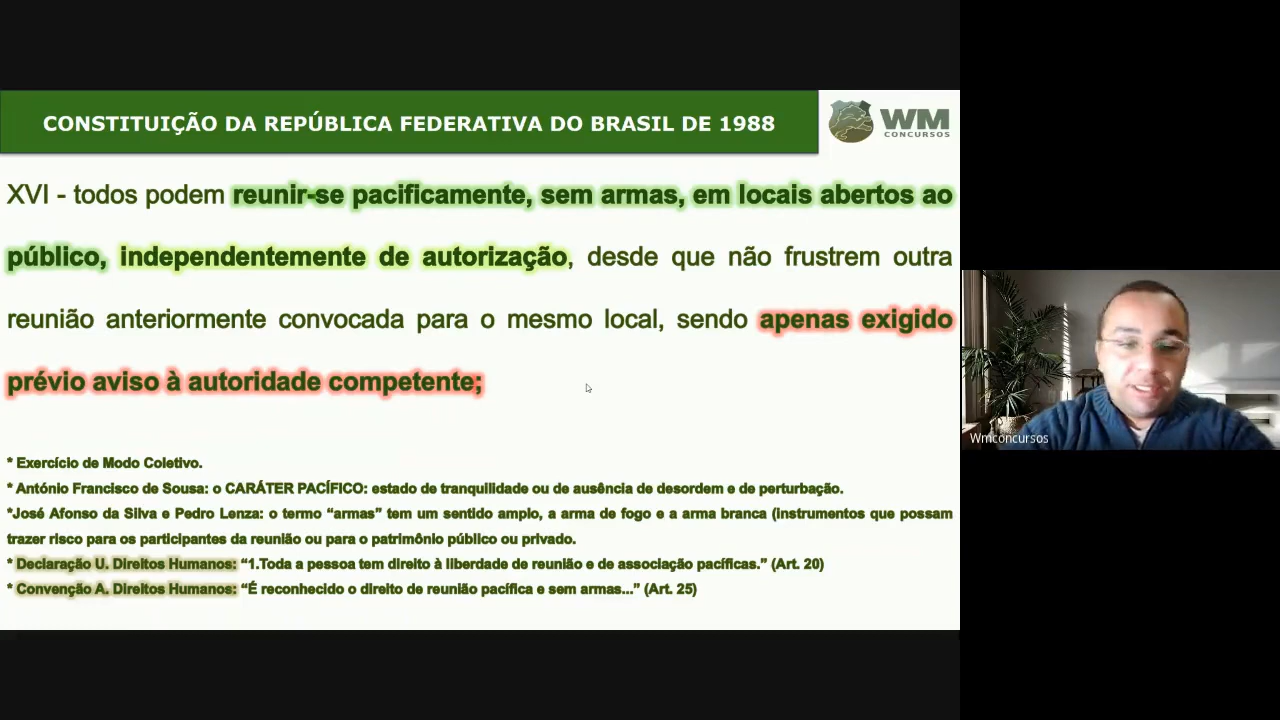 CONSTITUIÇÃO DA REPÚBLICA FEDERATIVA DO BRASIL DE 1988
WM
CONCURSOS
XVI - todos podem reunir-se pacificamente, sem armas, em locais abertos ao
público, independentemente de autorização, desde que não frustrem outra
reunião anteriormente convocada para o mesmo local, sendo apenas exigido
prévio aviso à autoridade competente;
* Exercício de Modo Coletivo.
* António Francisco de Sousa: o CARÁTER PACÍFICO: estado de tranquilidade ou de ausência de desordem e de perturbação.
*José Afonso da Silva e Pedro Lenza: o termo “armas” tem um sentido amplo, a arma de fogo e a arma branca (instrumentos que possam
trazer risco para os participantes da reunião ou para o patrimônio público ou privado.
* Declaração U. Direitos Humanos: “1.Toda a pessoa tem direito à liberdade de reunião e de associação pacíficas.” (Art. 20)
* Convenção A. Direitos Humanos: “É reconhecido o direito de reunião pacífica e sem armas...” (Art. 25)
Wmconcursos